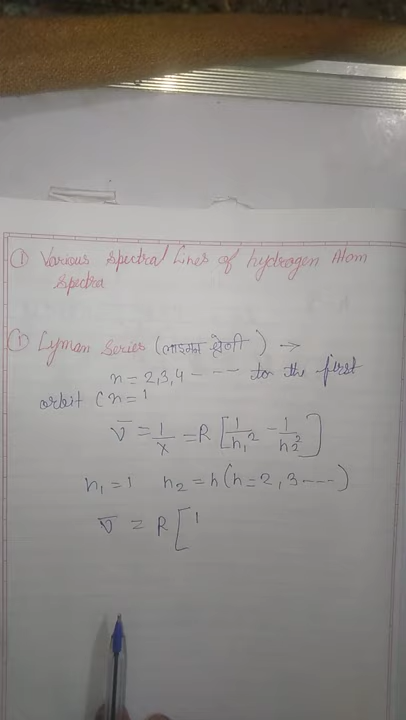 ① Various spectral Lines of hydrogen Atom
spectra
① Lyman Series (लाइमन श्रेणी) →
n = 2,3,4 - - - - - to the first
orbit (n = 1
ν̅ = 1/λ = R [1/n₁² - 1/n₂²]
n₁ = 1 n₂ = n (n = 2, 3 - - - -)
ν̅ = R [ 1